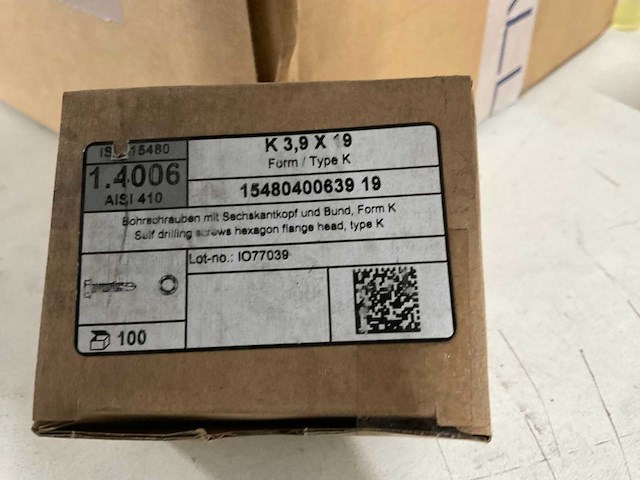 ISO 15480
1.4006
AISI 410
K 3,9 X 19
Form / Type K
15480400639 19
Bohrschrauben mit Sechskantkopf und Bund, Form K
Self drilling screws hexagon flange head, type K
Lot-no.: IO77039
100